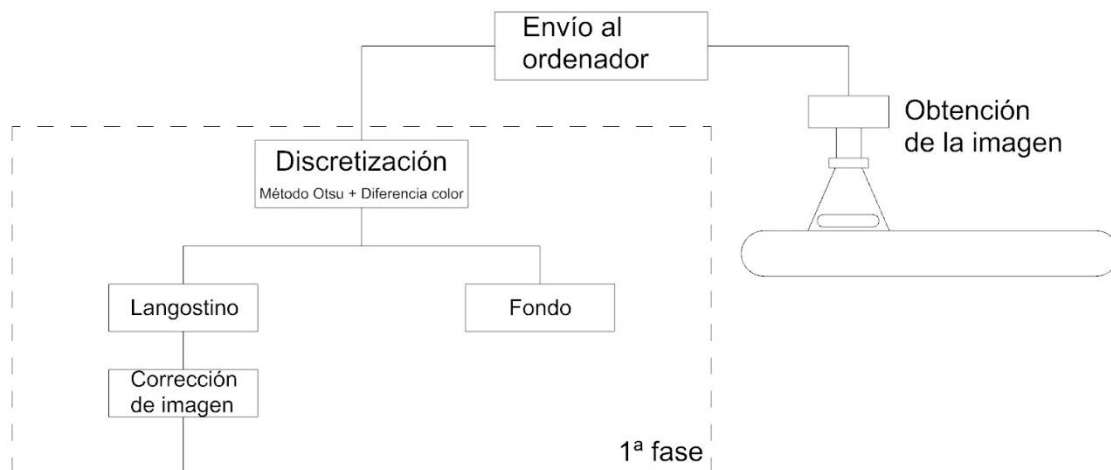 Envío al
ordenador
Obtención
de la imagen
Discretización
Método Otsu + Diferencia color
Langostino
Fondo
Corrección
de imagen
1ª fase